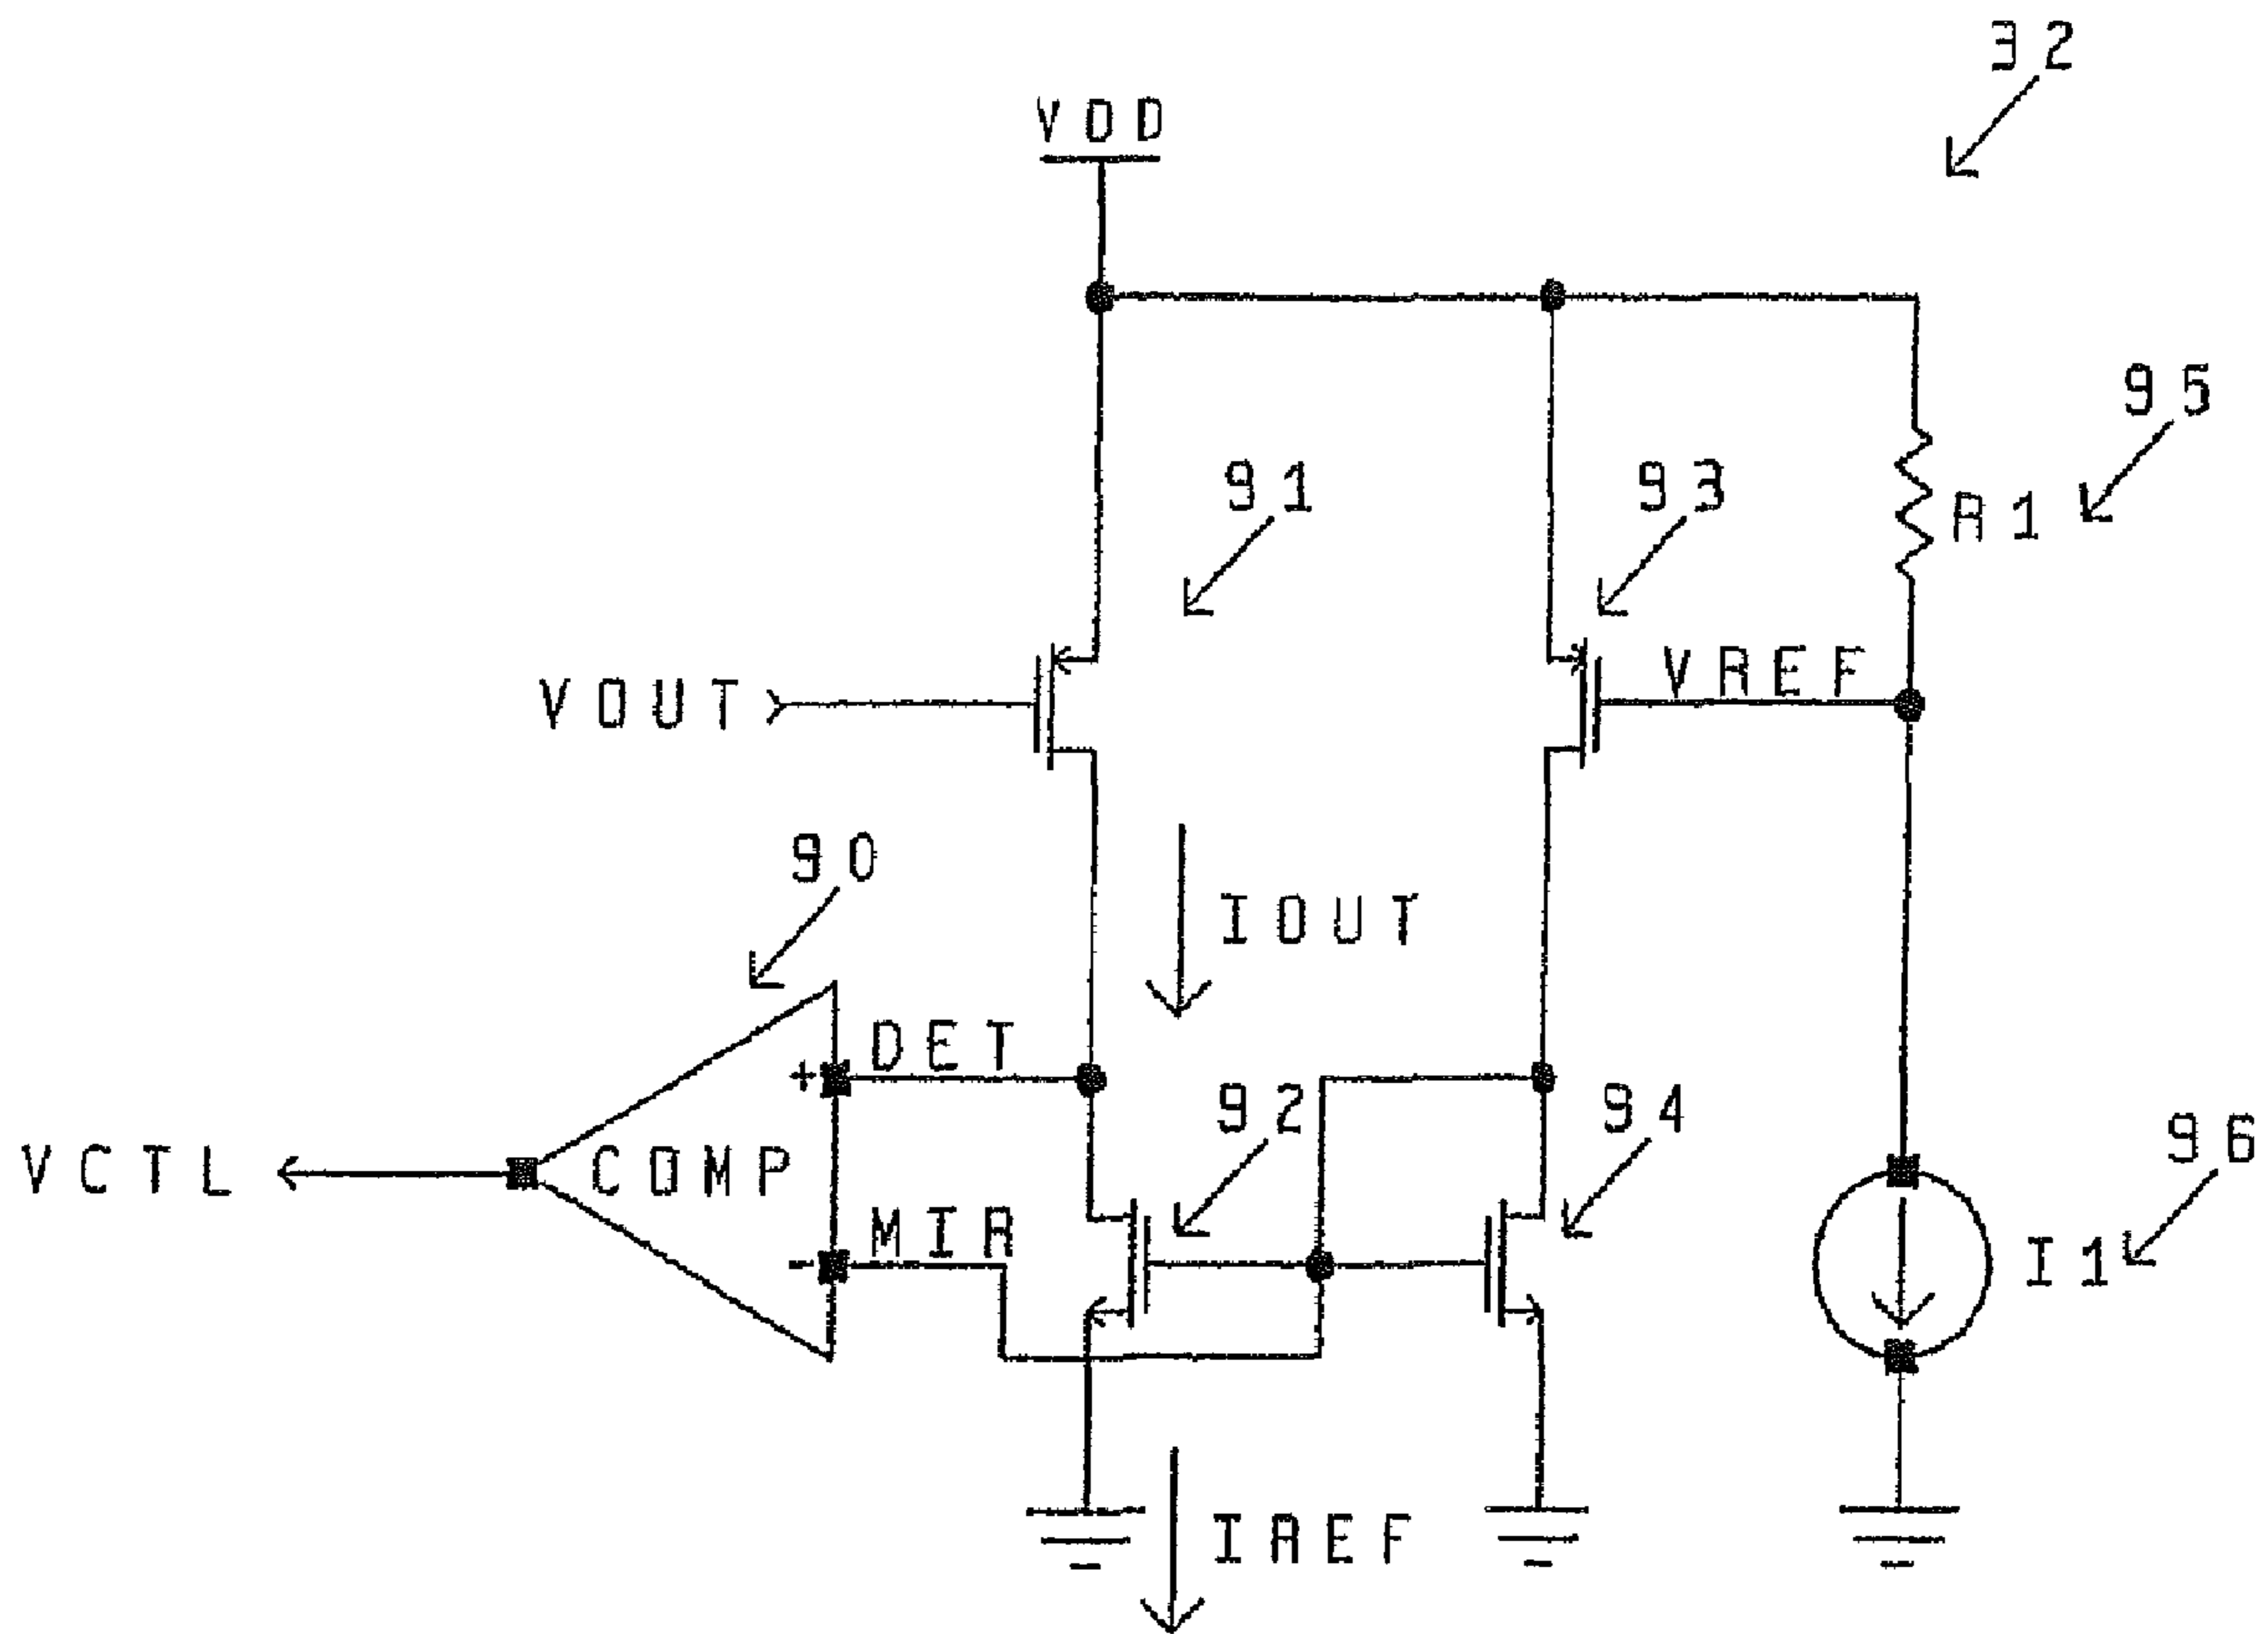 32
VDD
95
91
93
R1
VOUT
VREF
90
IOUT
DET
+
92
94
96
VCTL
COMP
MIR
-
I1
IREF